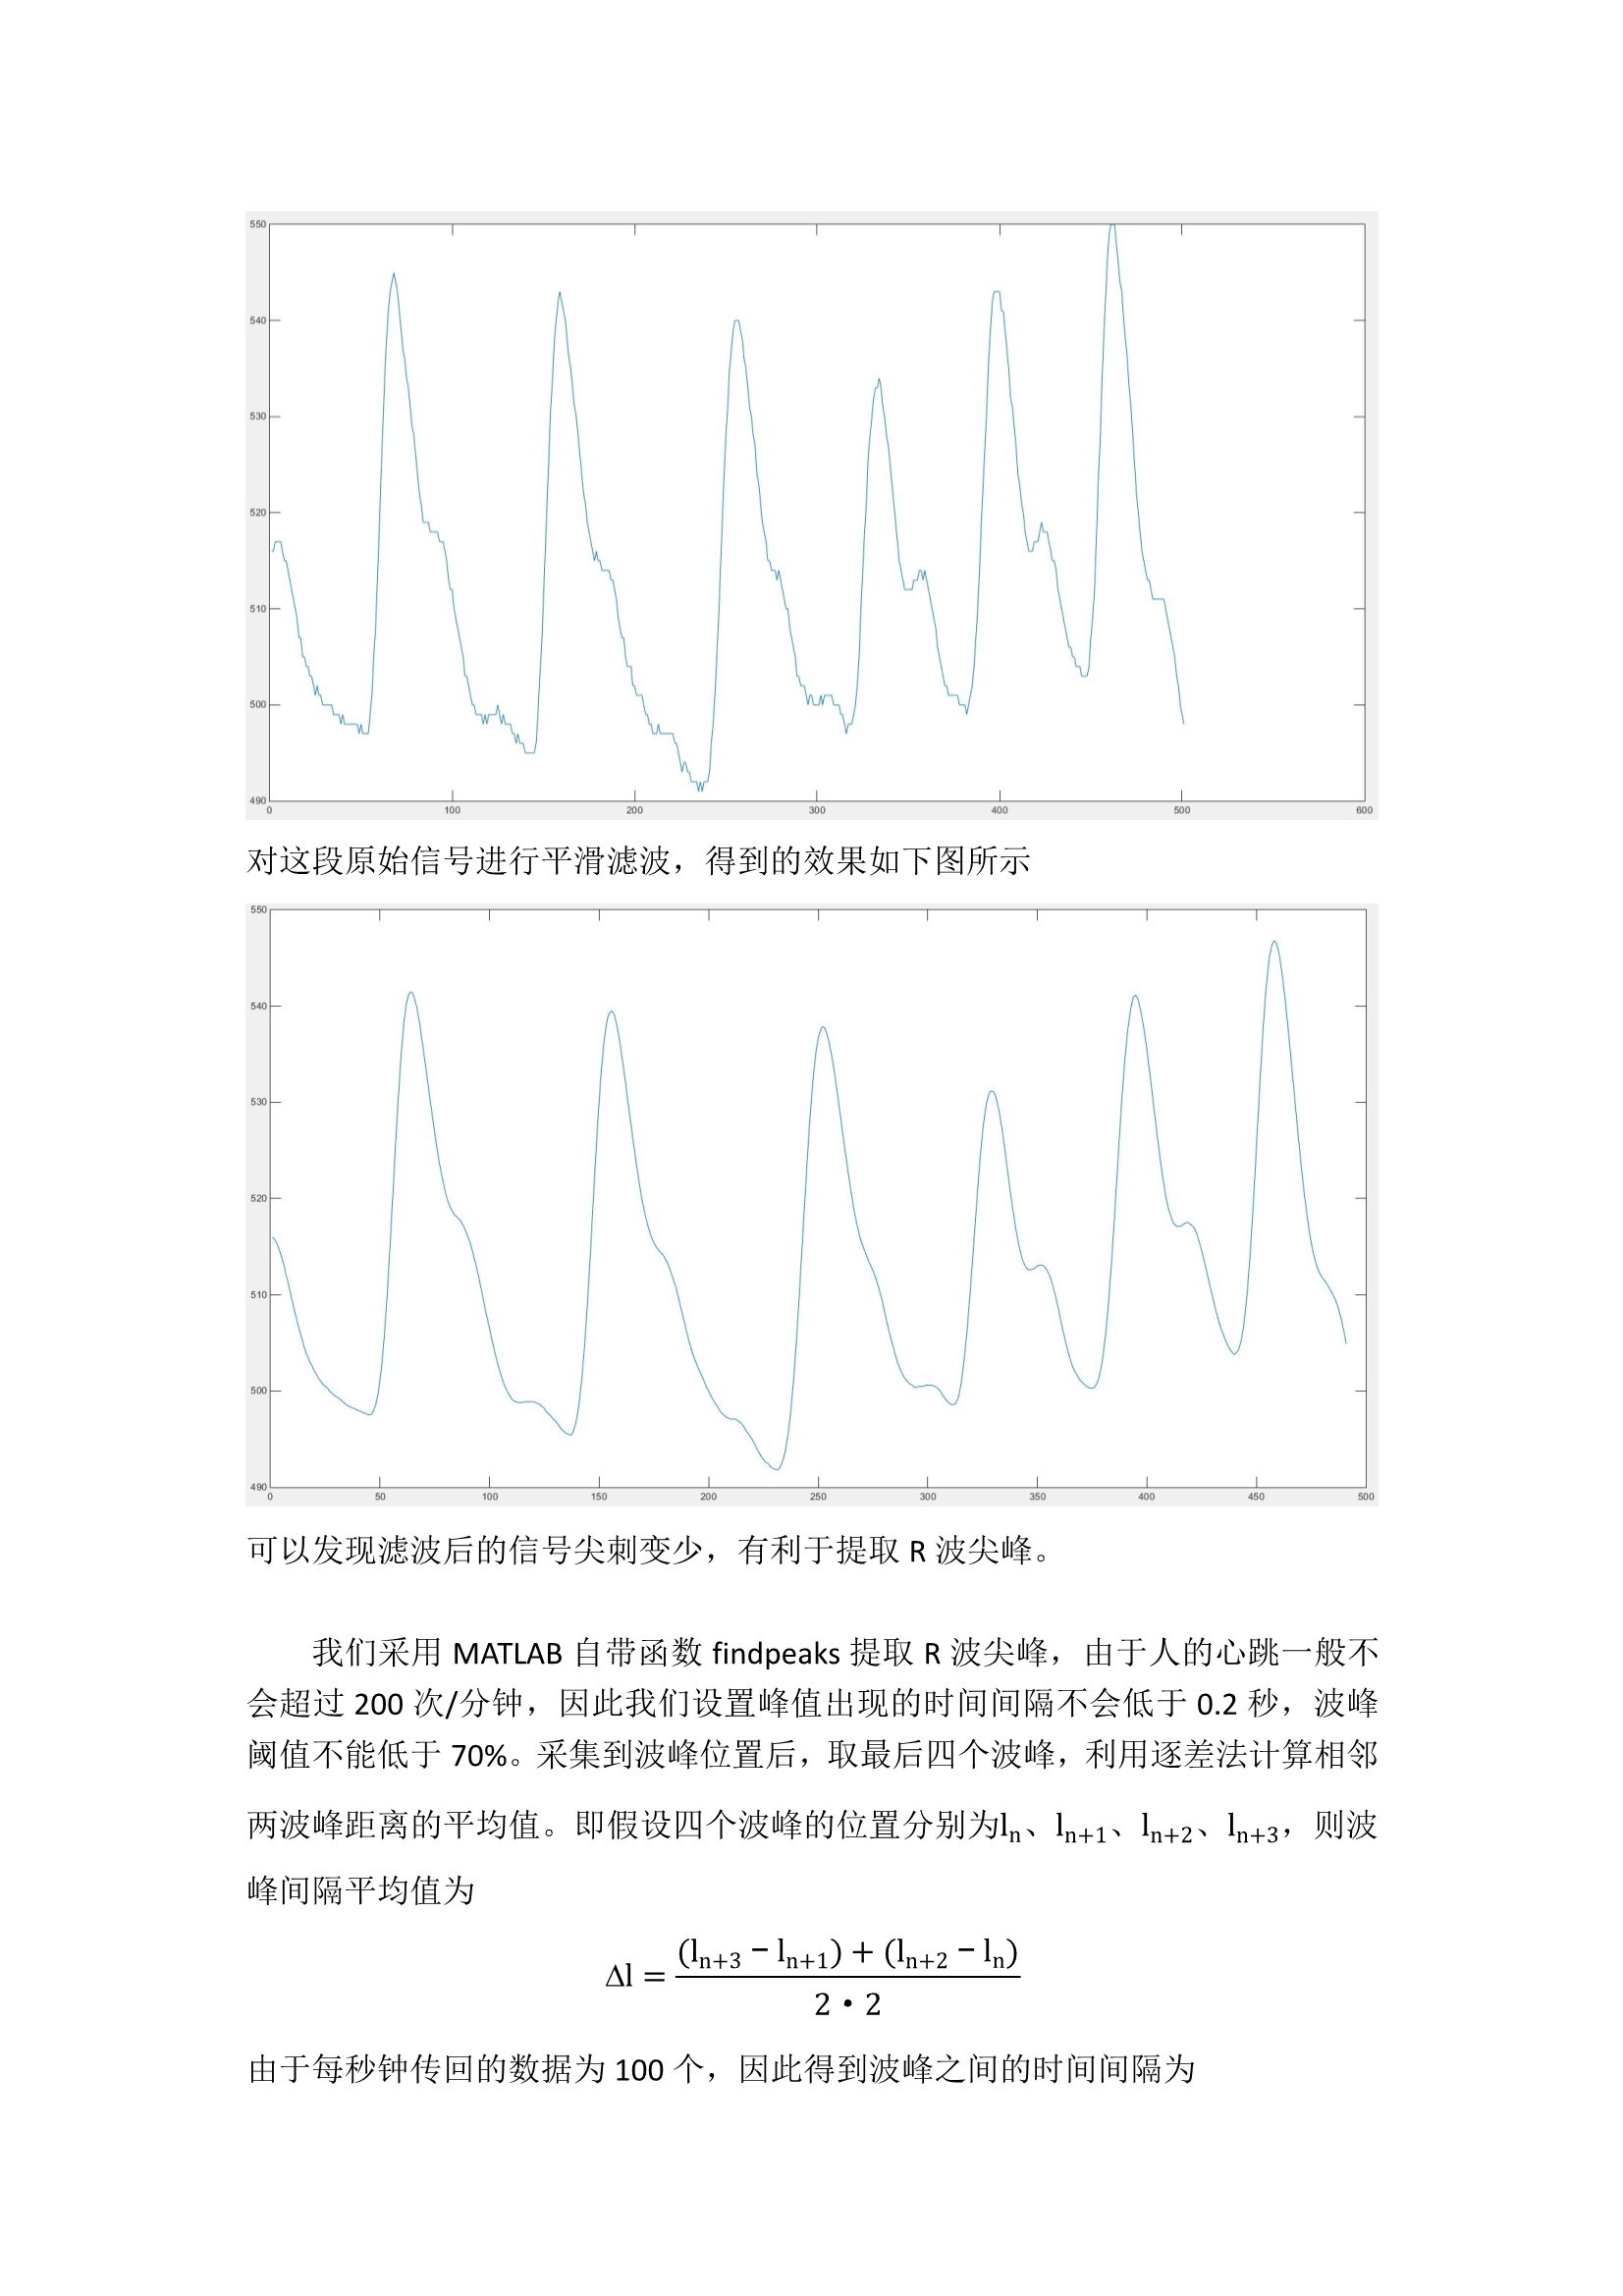 550
540
530
520
510
500
490
0 100 200 300 400 500 600
对这段原始信号进行平滑滤波，得到的效果如下图所示
550
540
530
520
510
500
490
0 50 100 150 200 250 300 350 400 450 500
可以发现滤波后的信号尖刺变少，有利于提取 R 波尖峰。
我们采用 MATLAB 自带函数 findpeaks 提取 R 波尖峰，由于人的心跳一般不
会超过 200 次/分钟，因此我们设置峰值出现的时间间隔不会低于 0.2 秒，波峰
阈值不能低于 70%。采集到波峰位置后，取最后四个波峰，利用逐差法计算相邻
两波峰距离的平均值。即假设四个波峰的位置分别为lₙ、lₙ₊₁、lₙ₊₂、lₙ₊₃，则波
峰间隔平均值为
Δl = ((lₙ₊₃ − lₙ₊₁) + (lₙ₊₂ − lₙ)) / (2 • 2)
由于每秒钟传回的数据为 100 个，因此得到波峰之间的时间间隔为